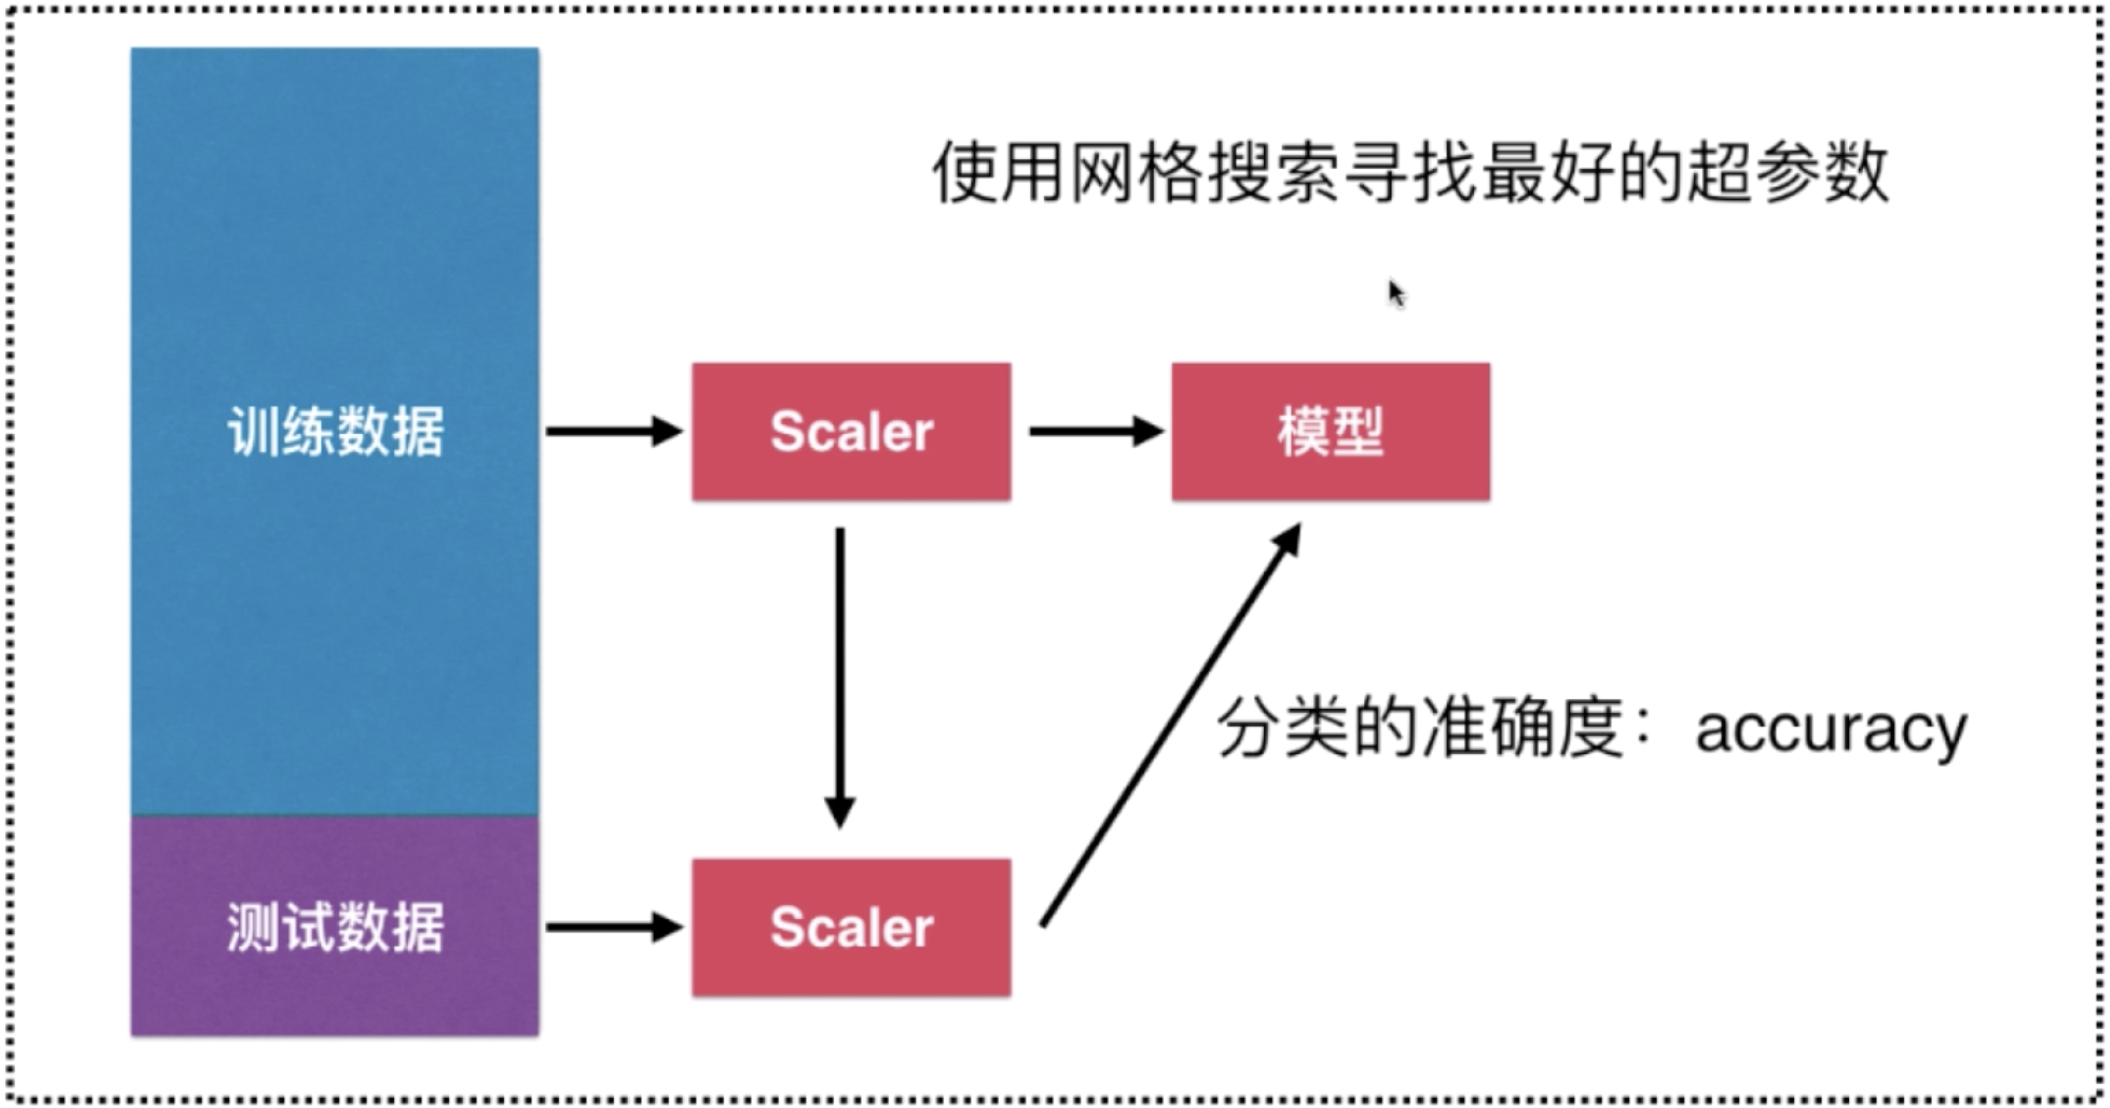 使用网格搜索寻找最好的超参数
训练数据
Scaler
模型
分类的准确度：accuracy
测试数据
Scaler